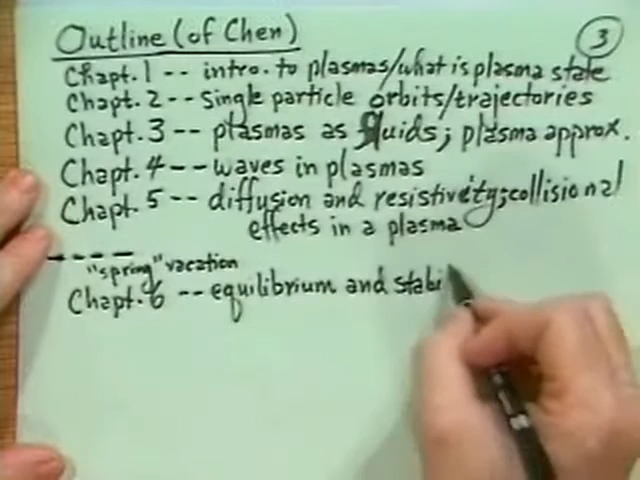 Outline (of Chen)
3
Chapt. 1 -- intro. to plasmas/what is plasma state
Chapt. 2 -- single particle orbits/trajectories
Chapt. 3 -- plasmas as fluids; plasma approx.
Chapt. 4 -- waves in plasmas
Chapt. 5 -- diffusion and resistivity; collisional
effects in a plasma
"spring" vacation
Chapt. 6 -- equilibrium and stabi